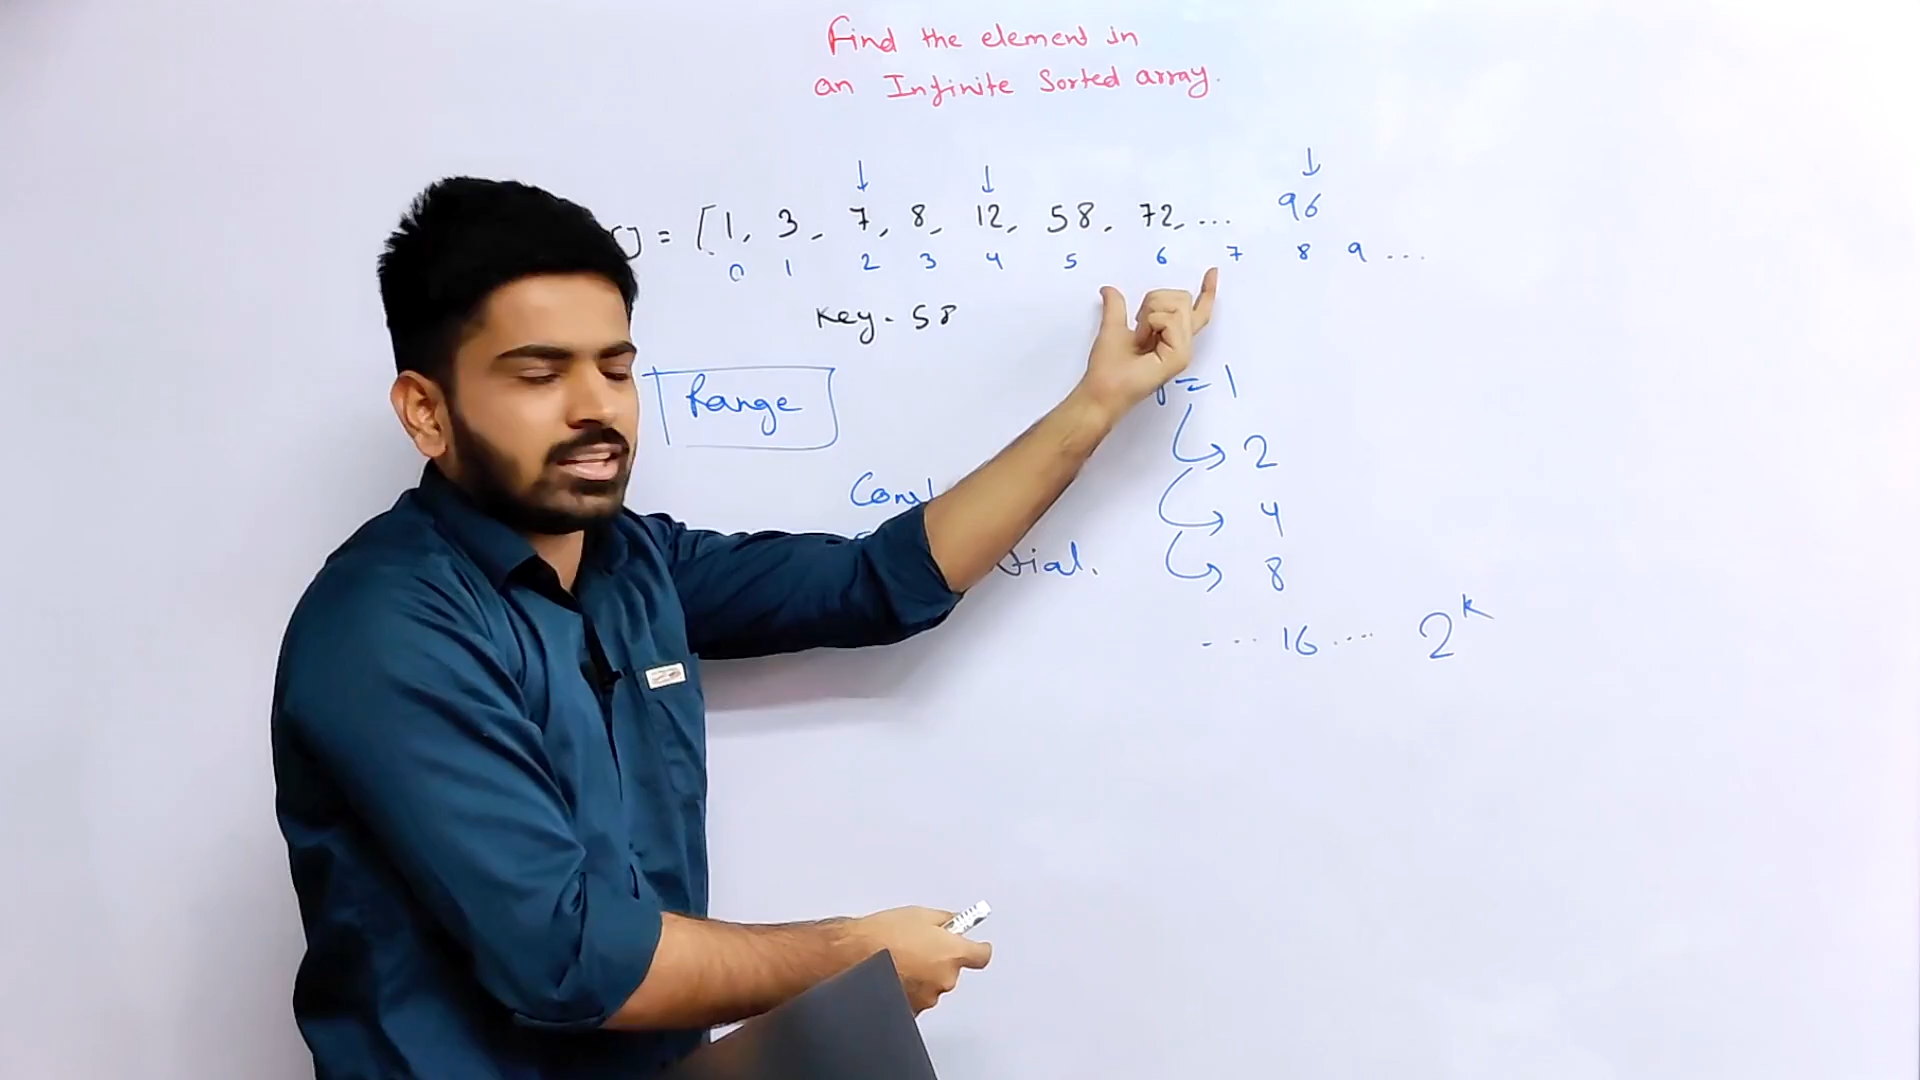 Find the element in
an Infinite Sorted array.
] = [1, 3, 7, 8, 12, 58, 72, ... 96
0 1 2 3 4 5 6 7 8 9 ...
Key - 58
= 1
Range
2
4
8
... 16 .... 2^k